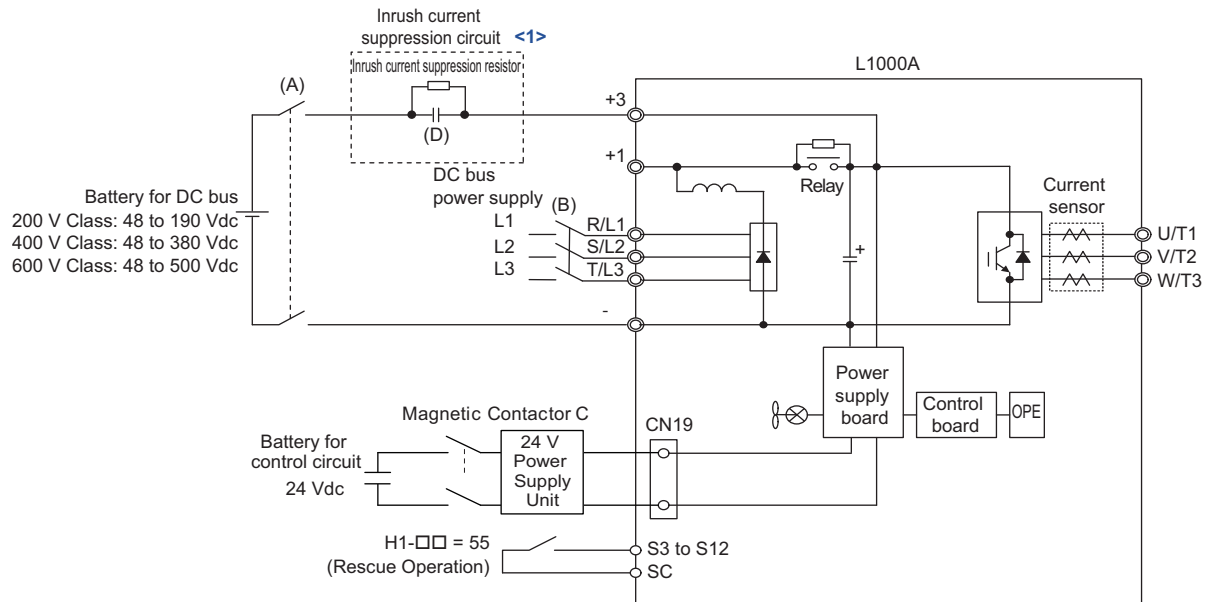 Inrush current
suppression circuit <1>
Inrush current suppression resistor
L1000A
(A)
+3
(D)
+1
DC bus
power supply
Relay
Current
sensor
Battery for DC bus
200 V Class: 48 to 190 Vdc
400 V Class: 48 to 380 Vdc
600 V Class: 48 to 500 Vdc
(B)
L1
R/L1
L2
S/L2
L3
T/L3
+
U/T1
V/T2
W/T3
-
Power
supply
board
Control
board
OPE
Magnetic Contactor C
CN19
Battery for
control circuit
24 Vdc
24 V
Power
Supply
Unit
H1-□□ = 55
(Rescue Operation)
S3 to S12
SC